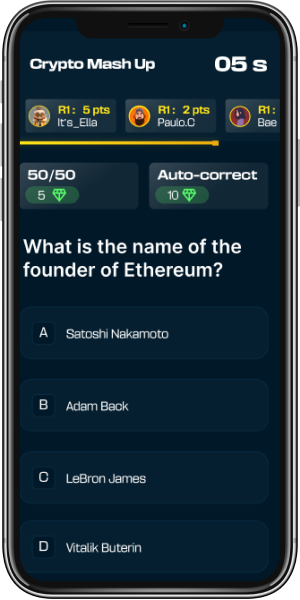 Crypto Mash Up
05 s
R1: 5 pts
It's_Ella
R1: 2 pts
Paulo.C
R1:
Bae
50/50
5
Auto-correct
10
What is the name of the
founder of Ethereum?
A Satoshi Nakamoto
B Adam Back
C LeBron James
D Vitalik Buterin